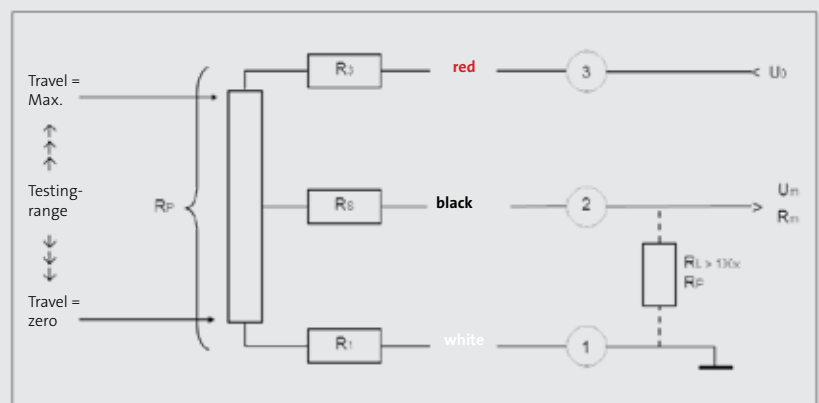 R3
red
3
U0
Travel =
Max.
Testing-
range
RP
RS
black
2
Um
Rm
RL > 100x
RP
Travel =
zero
R1
white
1